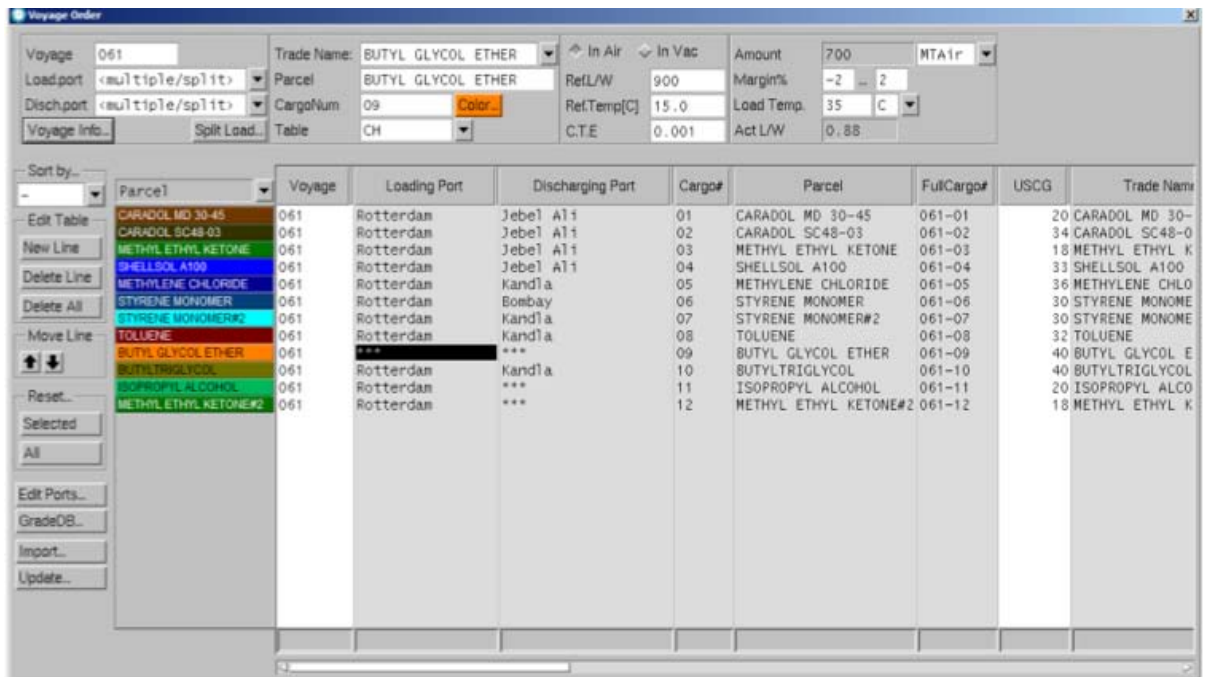 Voyage Order
Voyage 061 Trade Name: BUTYL GLYCOL ETHER In Air In Vac Amount 700 MTAir
Load.port <multiple/split> Parcel BUTYL GLYCOL ETHER Ref.L/W 900 Margin% -2 ... 2
Disch.port <multiple/split> CargoNum 09 Color... Ref.Temp[C] 15.0 Load Temp. 35 C
Voyage Info... Split Load... Table CH C.T.E 0.001 Act L/W 0.88
Sort by...
- Parcel Voyage Loading Port Discharging Port Cargo# Parcel FullCargo# USCG Trade Name
Edit Table
New Line
Delete Line
Delete All
Move Line
Reset...
Selected
All
Edit Ports...
GradeDB...
Import...
Update...
CARADOL MD 30-45 061 Rotterdam Jebel Ali 01 CARADOL MD 30-45 061-01 20 CARADOL MD 30-
CARADOL SC48-03 061 Rotterdam Jebel Ali 02 CARADOL SC48-03 061-02 34 CARADOL SC48-0
METHYL ETHYL KETONE 061 Rotterdam Jebel Ali 03 METHYL ETHYL KETONE 061-03 18 METHYL ETHYL K
SHELLSOL A100 061 Rotterdam Jebel Ali 04 SHELLSOL A100 061-04 33 SHELLSOL A100
METHYLENE CHLORIDE 061 Rotterdam Kandla 05 METHYLENE CHLORIDE 061-05 36 METHYLENE CHLO
STYRENE MONOMER 061 Rotterdam Bombay 06 STYRENE MONOMER 061-06 30 STYRENE MONOME
STYRENE MONOMER#2 061 Rotterdam Kandla 07 STYRENE MONOMER#2 061-07 30 STYRENE MONOME
TOLUENE 061 Rotterdam Kandla 08 TOLUENE 061-08 32 TOLUENE
BUTYL GLYCOL ETHER 061 *** *** 09 BUTYL GLYCOL ETHER 061-09 40 BUTYL GLYCOL E
BUTYLTRIGLYCOL 061 Rotterdam Kandla 10 BUTYLTRIGLYCOL 061-10 40 BUTYLTRIGLYCOL
ISOPROPYL ALCOHOL 061 Rotterdam *** 11 ISOPROPYL ALCOHOL 061-11 20 ISOPROPYL ALCO
METHYL ETHYL KETONE#2 061 Rotterdam *** 12 METHYL ETHYL KETONE#2 061-12 18 METHYL ETHYL K